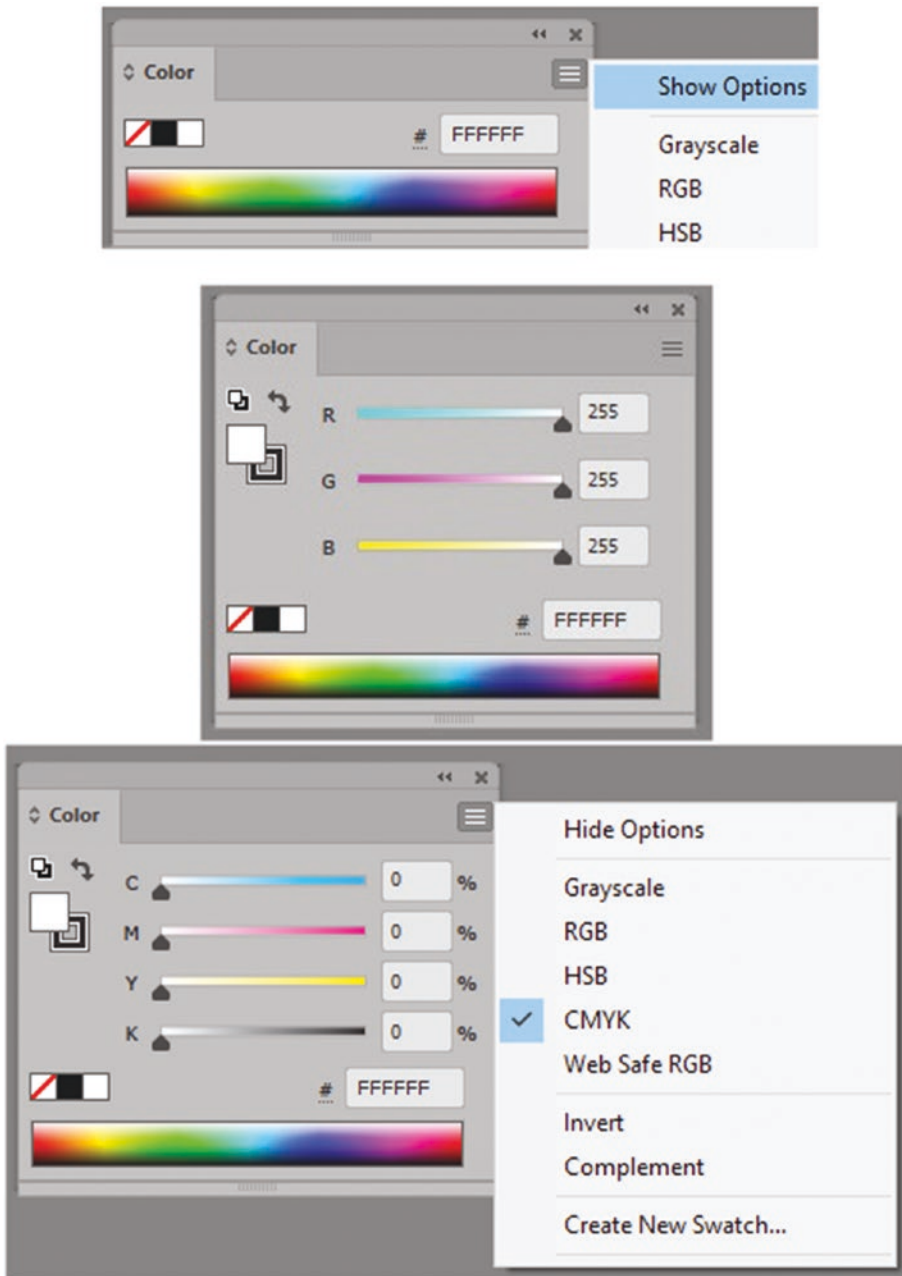 Color
Show Options
# FFFFFF
Grayscale
RGB
HSB
Color
R 255
G 255
B 255
# FFFFFF
Color
C 0 %
M 0 %
Y 0 %
K 0 %
# FFFFFF
Hide Options
Grayscale
RGB
HSB
CMYK
Web Safe RGB
Invert
Complement
Create New Swatch...